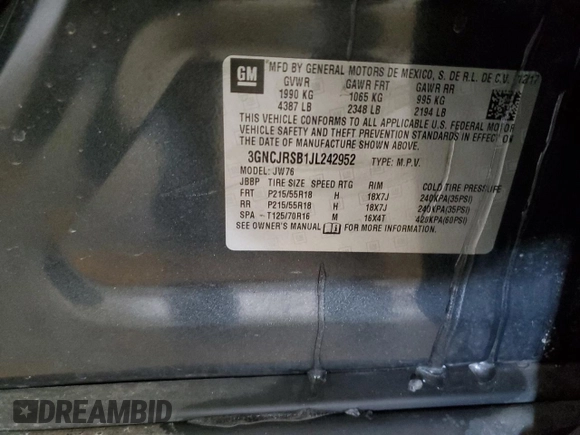 GM
MFD BY GENERAL MOTORS DE MEXICO, S. DE R.L. DE C.V. 12/17
GVWR GAWR FRT GAWR RR
1990 KG 1065 KG 995 KG
4387 LB 2348 LB 2194 LB
THIS VEHICLE CONFORMS TO ALL APPLICABLE U.S. FEDERAL MOTOR
VEHICLE SAFETY AND THEFT PREVENTION STANDARDS IN EFFECT ON
THE DATE OF MANUFACTURE SHOWN ABOVE.
3GNCJRSB1JL242952 TYPE: M.P.V.
MODEL: JW76
JBBP TIRE SIZE SPEED RTG RIM COLD TIRE PRESSURE
FRT P215/55R18 H 18X7J 240KPA(35PSI)
RR P215/55R18 H 18X7J 240KPA(35PSI)
SPA T125/70R16 M 16X4T 420KPA(60PSI)
SEE OWNER'S MANUAL FOR ADDITIONAL INFORMATION.
DREAMBID